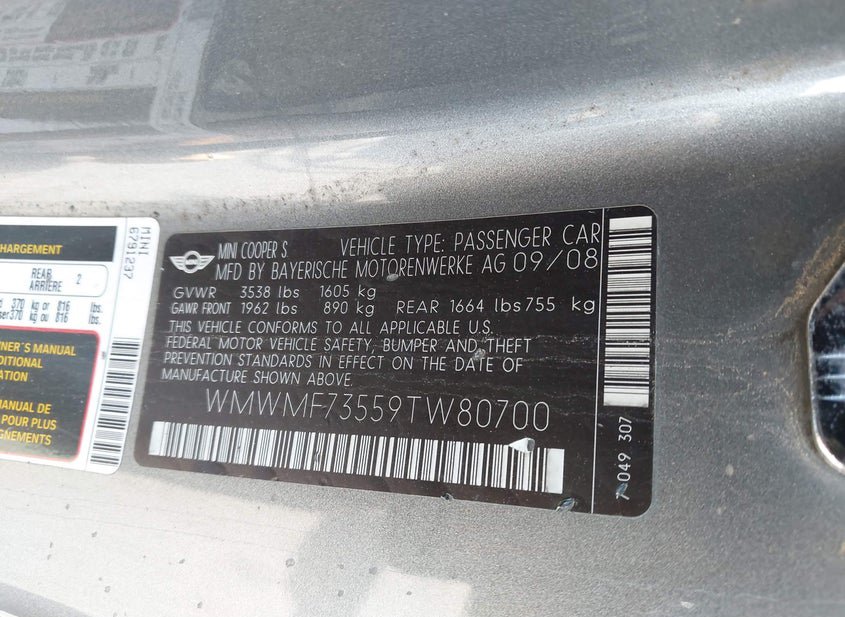 HARGEMENT
REAR
ARRIÈRE 2
370 kg or 816 lbs.
370 kg ou 816 lbs.
NER'S MANUAL
DITIONAL
ATION
MANUAL DE
POUR PLUS
GNEMENTS
MINI
6791237
MINI
MINI COOPER S VEHICLE TYPE: PASSENGER CAR
MFD BY BAYERISCHE MOTORENWERKE AG 09/08
GVWR 3538 lbs 1605 kg
GAWR FRONT 1962 lbs 890 kg REAR 1664 lbs 755 kg
THIS VEHICLE CONFORMS TO ALL APPLICABLE U.S.
FEDERAL MOTOR VEHICLE SAFETY, BUMPER AND THEFT
PREVENTION STANDARDS IN EFFECT ON THE DATE OF
MANUFACTURE SHOWN ABOVE.
WMWMF73559TW80700
7 049 307